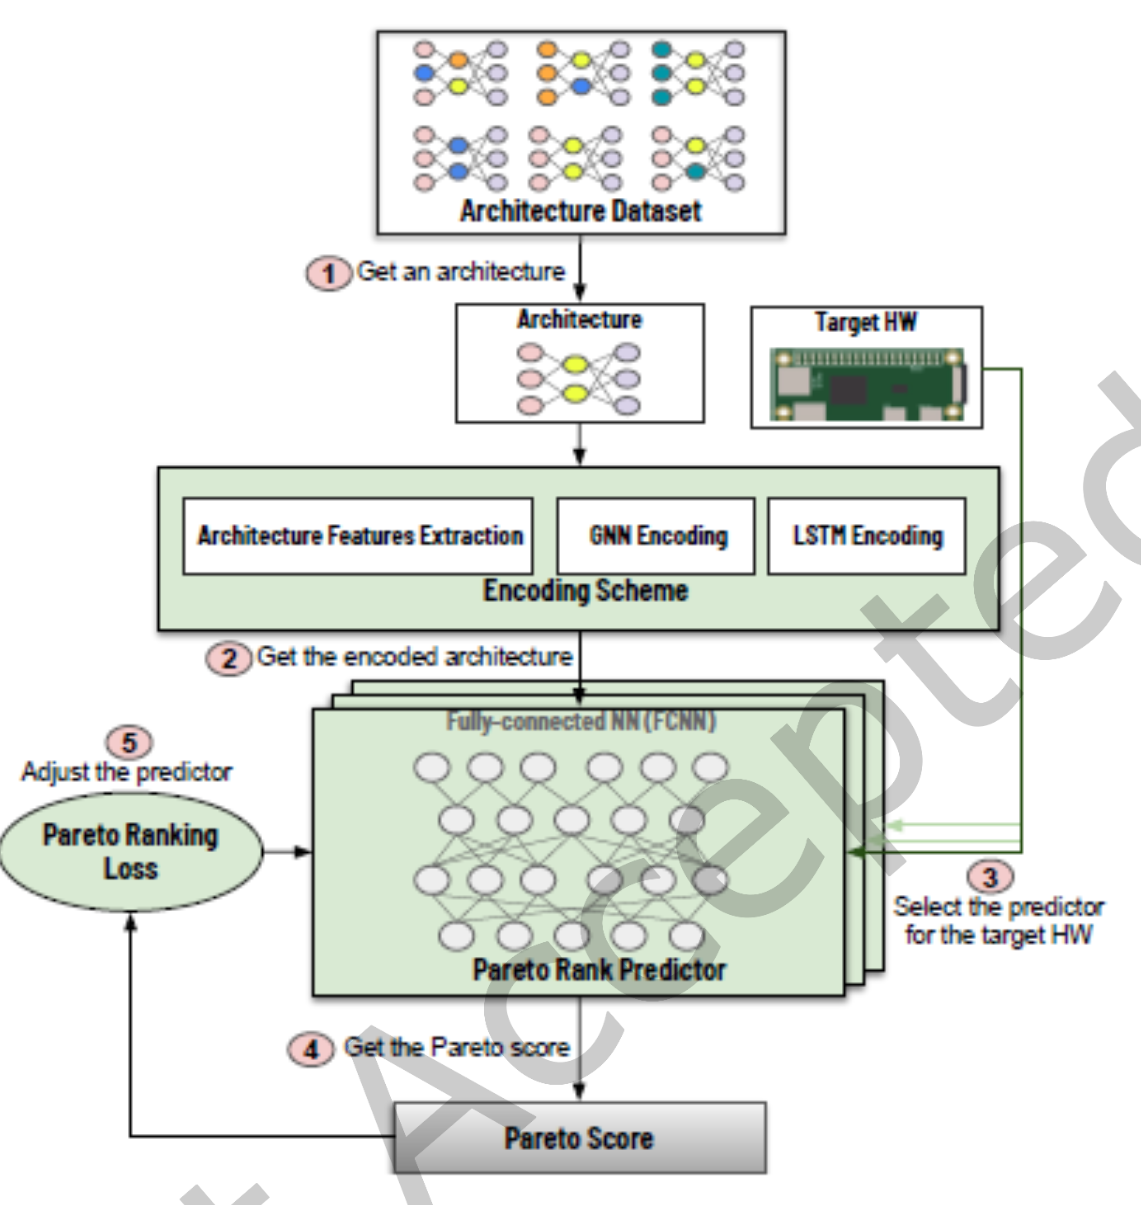 Architecture Dataset
1 Get an architecture
Architecture
Target HW
Architecture Features Extraction
GNN Encoding
LSTM Encoding
Encoding Scheme
2 Get the encoded architecture
Fully-connected NN (FCNN)
5
Adjust the predictor
Pareto Ranking
Loss
3
Select the predictor
for the target HW
Pareto Rank Predictor
4 Get the Pareto score
Pareto Score
Accepted